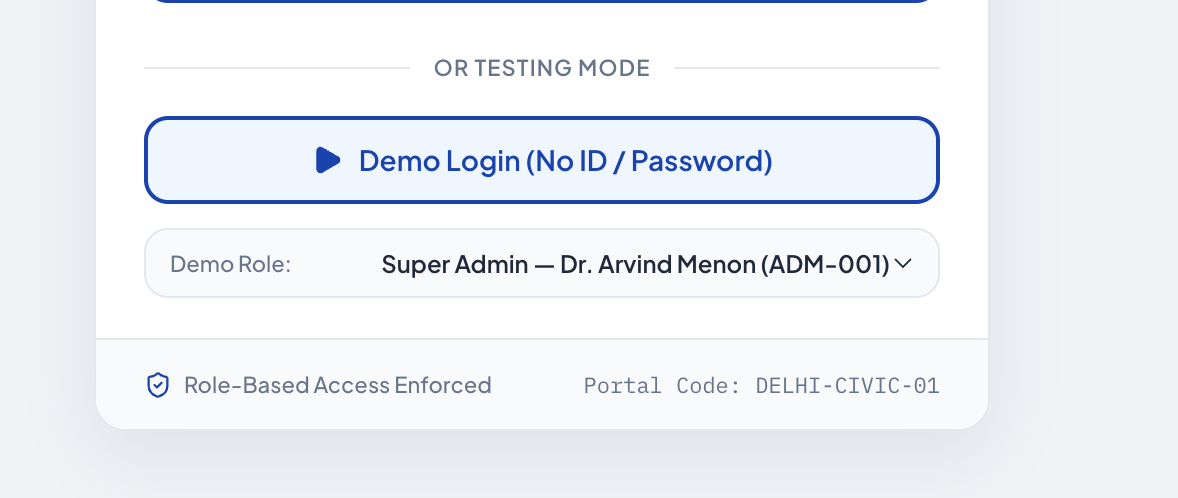 OR TESTING MODE
Demo Login (No ID / Password)
Demo Role: Super Admin — Dr. Arvind Menon (ADM-001)
Role-Based Access Enforced Portal Code: DELHI-CIVIC-01